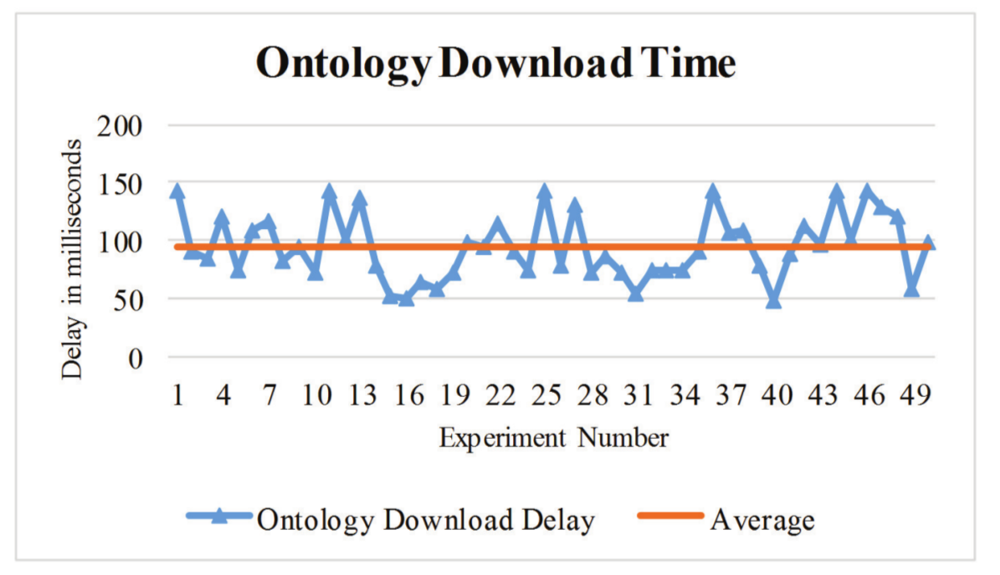 Ontology Download Time
200
150
100
50
0
Delay in milliseconds
1 4 7 10 13 16 19 22 25 28 31 34 37 40 43 46 49
Experiment Number
Ontology Download Delay Average